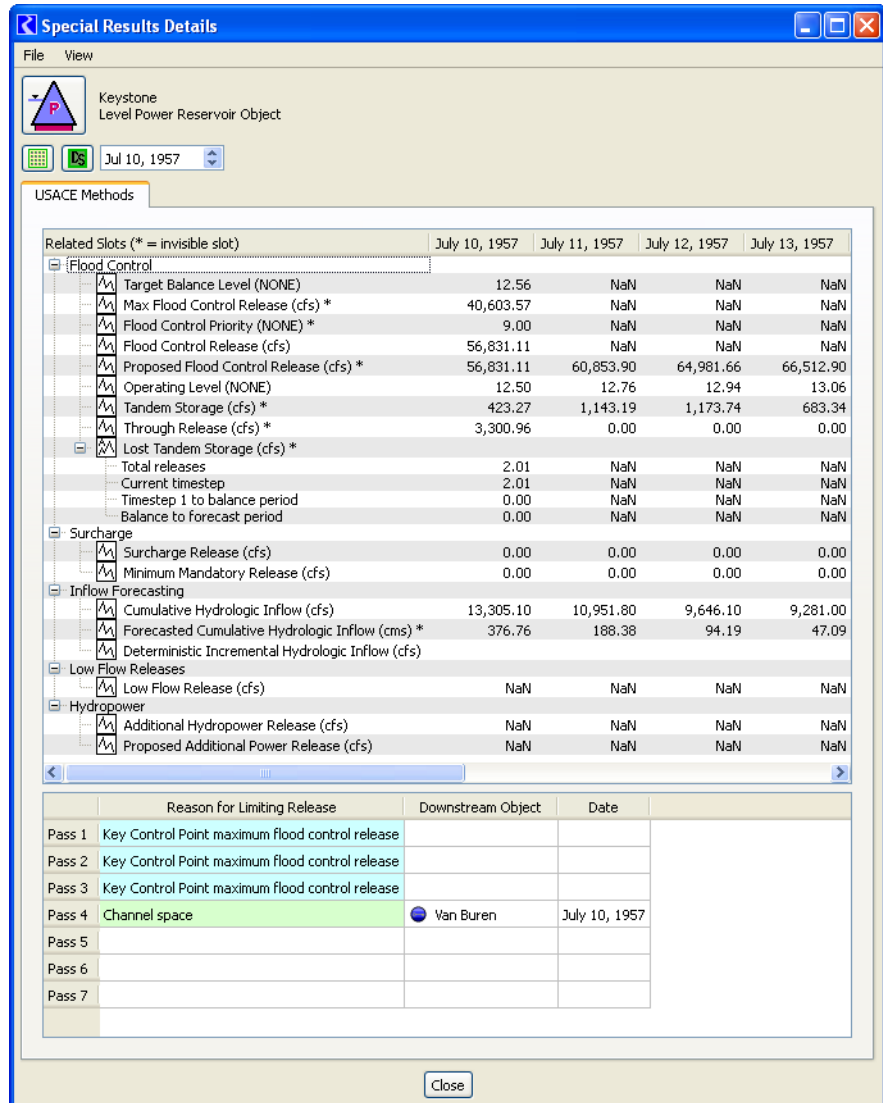 Special Results Details
File View
P
Keystone
Level Power Reservoir Object
DS Jul 10, 1957
USACE Methods
Related Slots (* = invisible slot) July 10, 1957 July 11, 1957 July 12, 1957 July 13, 1957
Flood Control
Target Balance Level (NONE) 12.56 NaN NaN NaN
Max Flood Control Release (cfs) * 40,603.57 NaN NaN NaN
Flood Control Priority (NONE) * 9.00 NaN NaN NaN
Flood Control Release (cfs) 56,831.11 NaN NaN NaN
Proposed Flood Control Release (cfs) * 56,831.11 60,853.90 64,981.66 66,512.90
Operating Level (NONE) 12.50 12.76 12.94 13.06
Tandem Storage (cfs) * 423.27 1,143.19 1,173.74 683.34
Through Release (cfs) * 3,300.96 0.00 0.00 0.00
Lost Tandem Storage (cfs) *
Total releases 2.01 NaN NaN NaN
Current timestep 2.01 NaN NaN NaN
Timestep 1 to balance period 0.00 NaN NaN NaN
Balance to forecast period 0.00 NaN NaN NaN
Surcharge
Surcharge Release (cfs) 0.00 0.00 0.00 0.00
Minimum Mandatory Release (cfs) 0.00 0.00 0.00 0.00
Inflow Forecasting
Cumulative Hydrologic Inflow (cfs) 13,305.10 10,951.80 9,646.10 9,281.00
Forecasted Cumulative Hydrologic Inflow (cms) * 376.76 188.38 94.19 47.09
Deterministic Incremental Hydrologic Inflow (cfs)
Low Flow Releases
Low Flow Release (cfs) NaN NaN NaN NaN
Hydropower
Additional Hydropower Release (cfs) NaN NaN NaN NaN
Proposed Additional Power Release (cfs) NaN NaN NaN NaN
Reason for Limiting Release Downstream Object Date
Pass 1 Key Control Point maximum flood control release
Pass 2 Key Control Point maximum flood control release
Pass 3 Key Control Point maximum flood control release
Pass 4 Channel space Van Buren July 10, 1957
Pass 5
Pass 6
Pass 7
Close